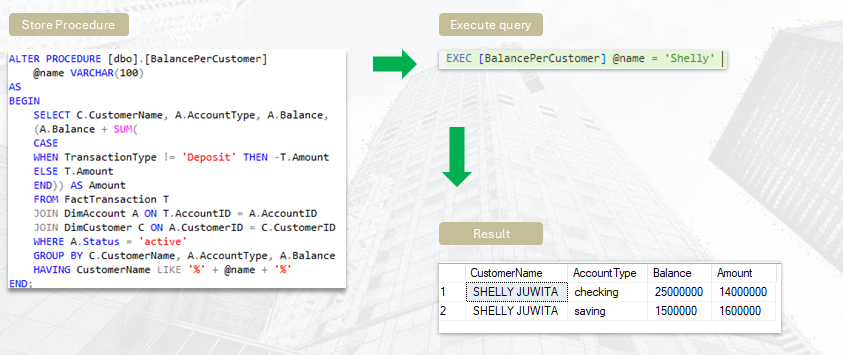 Store Procedure
ALTER PROCEDURE [dbo].[BalancePerCustomer]
@name VARCHAR(100)
AS
BEGIN
SELECT C.CustomerName, A.AccountType, A.Balance,
(A.Balance + SUM(
CASE
WHEN TransactionType != 'Deposit' THEN -T.Amount
ELSE T.Amount
END)) AS Amount
FROM FactTransaction T
JOIN DimAccount A ON T.AccountID = A.AccountID
JOIN DimCustomer C ON A.CustomerID = C.CustomerID
WHERE A.Status = 'active'
GROUP BY C.CustomerName, A.AccountType, A.Balance
HAVING CustomerName LIKE '%' + @name + '%'
END;
Execute query
EXEC [BalancePerCustomer] @name = 'Shelly'
Result
CustomerName AccountType Balance Amount
1 SHELLY JUWITA checking 25000000 14000000
2 SHELLY JUWITA saving 1500000 1600000